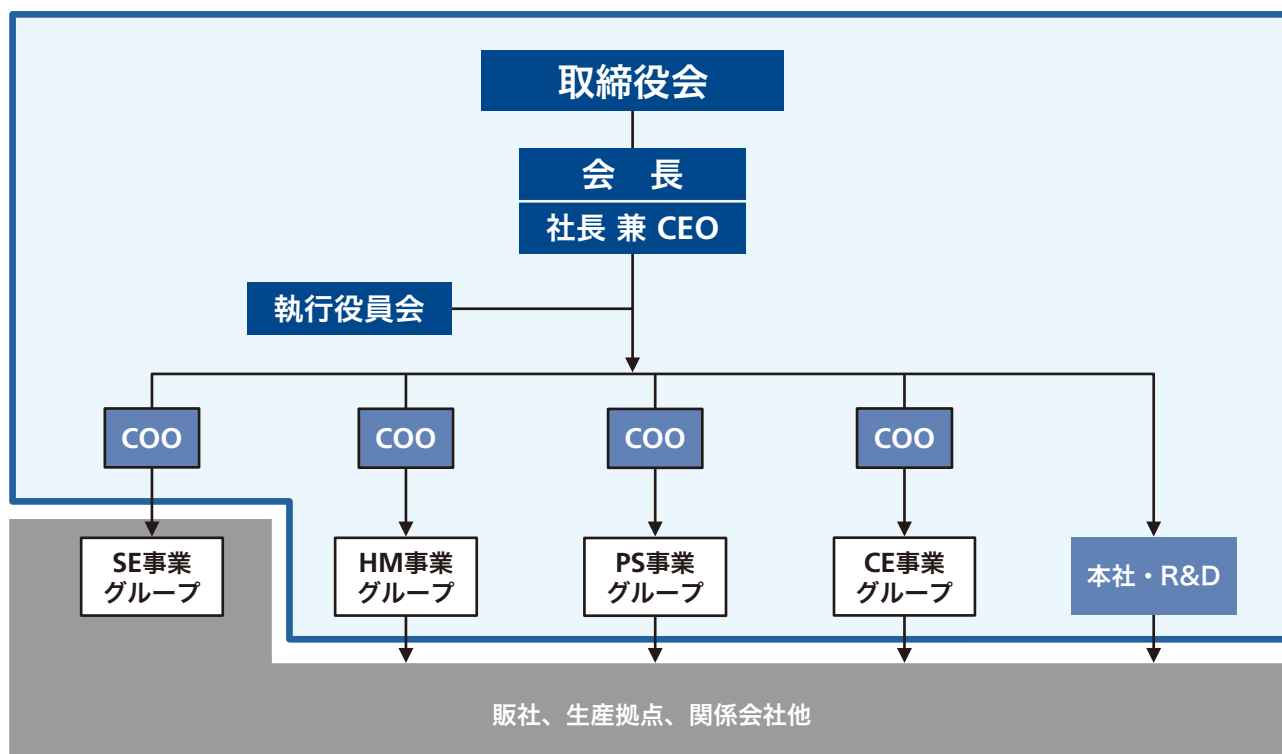 取締役会
会　長
社長 兼 CEO
執行役員会
COO
COO
COO
COO
SE事業
グループ
HM事業
グループ
PS事業
グループ
CE事業
グループ
本社・R&D
販社、生産拠点、関係会社他